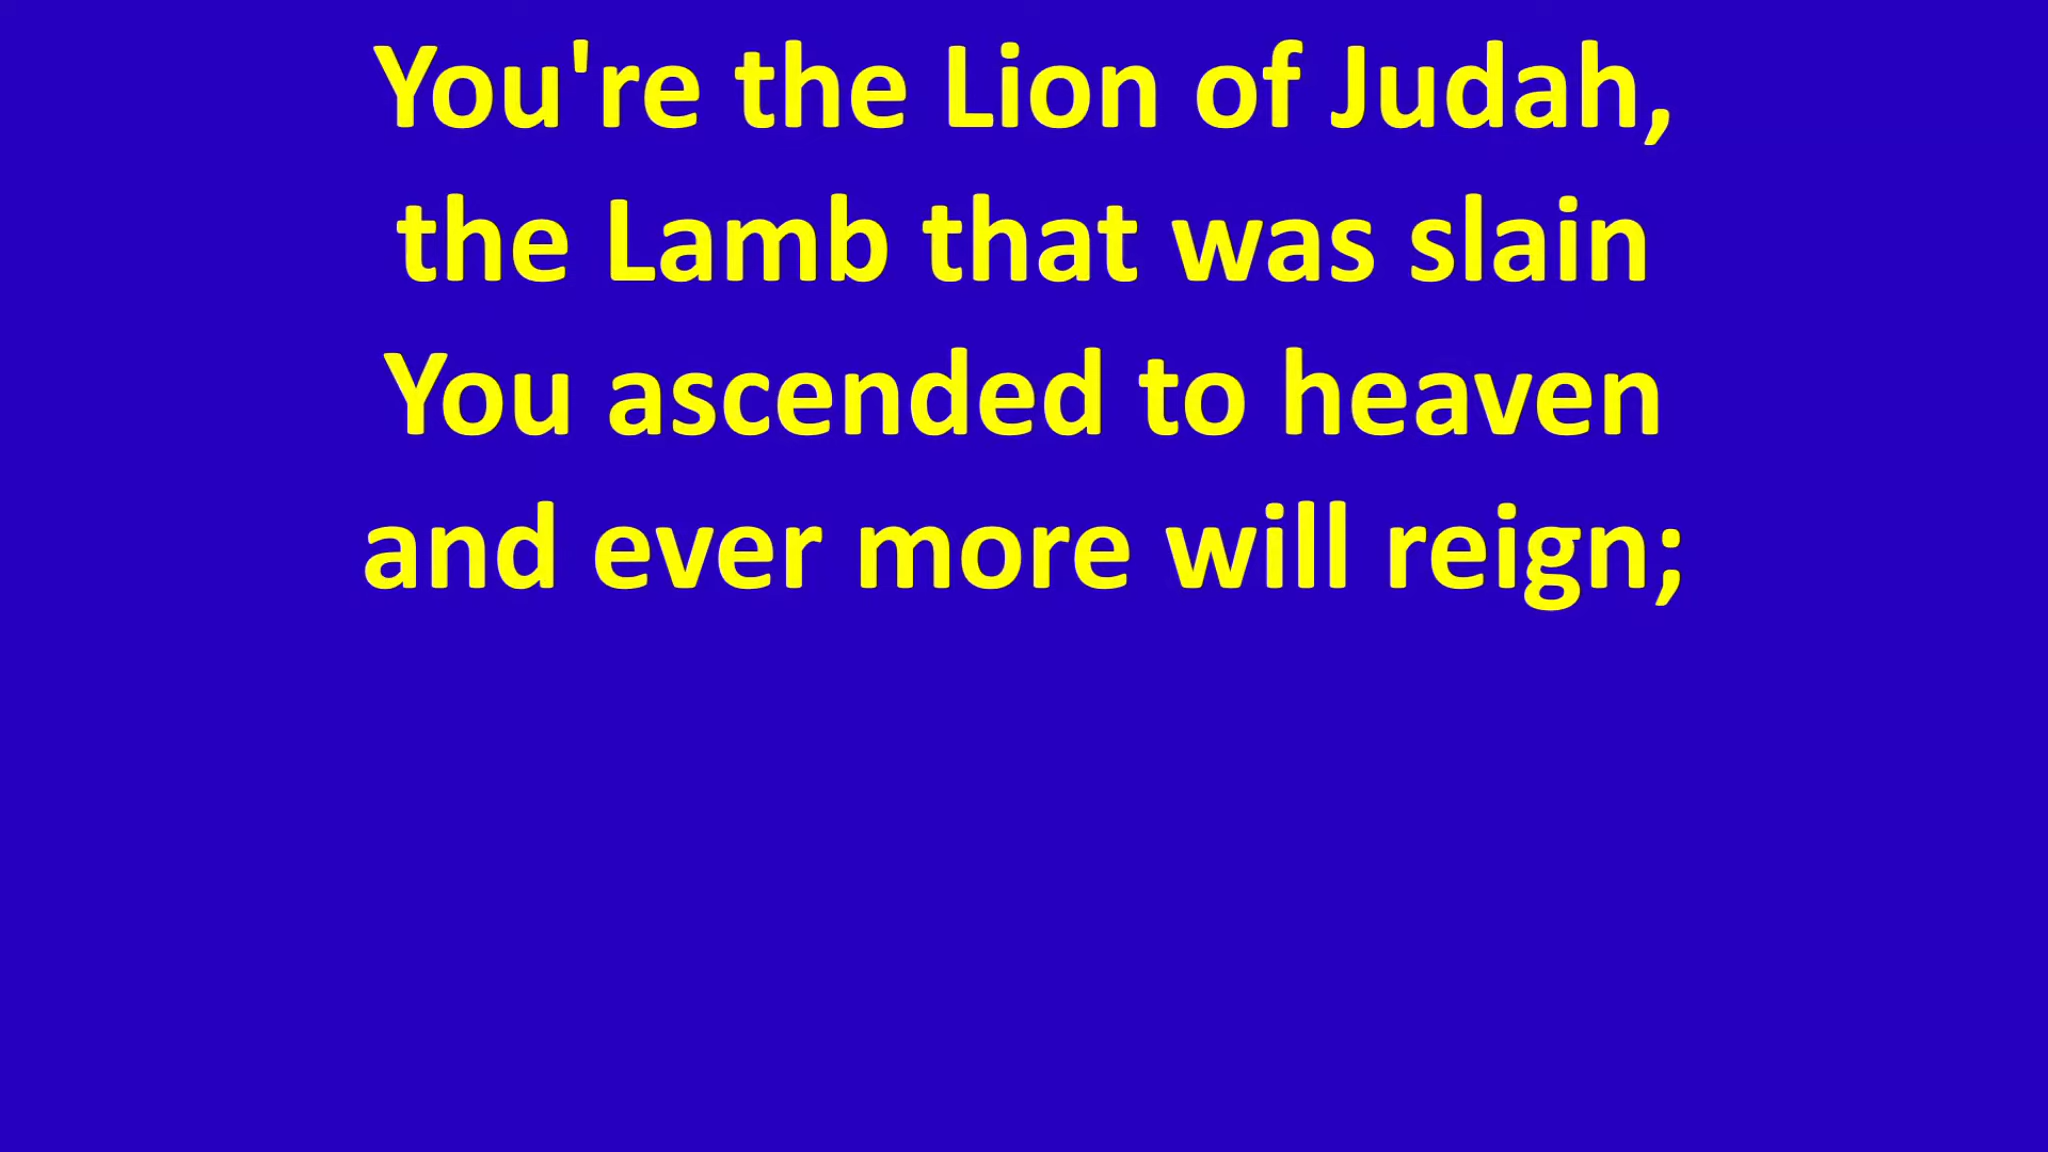 You're the Lion of Judah,
the Lamb that was slain
You ascended to heaven
and ever more will reign;